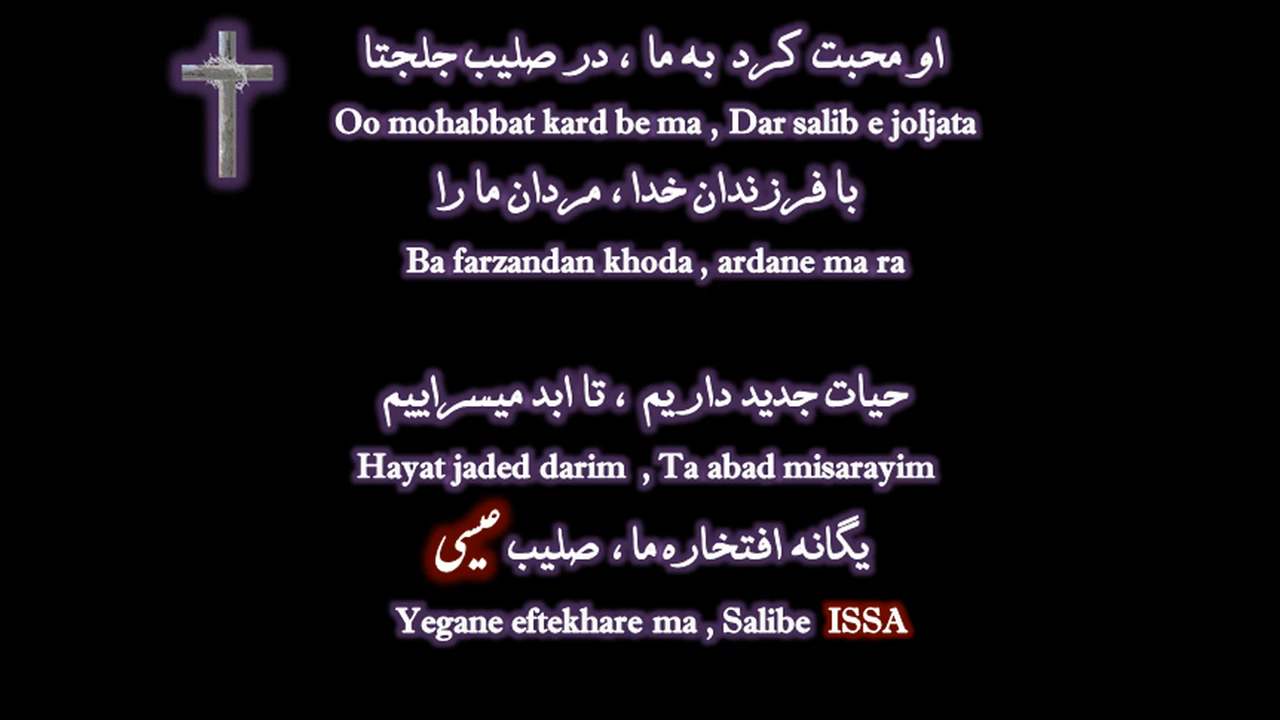 او محبت کرد به ما ، در صلیب جلجتا
Oo mohabbat kard be ma , Dar salib e joljata
با فرزندان خدا ، مردان ما را
Ba farzandan khoda , ardane ma ra
حیات جدید داریم ، تا ابد میسراییم
Hayat jaded darim , Ta abad misarayim
یگانه افتخاره ما ، صلیب عیسی
Yegane eftekhare ma , Salibe ISSA